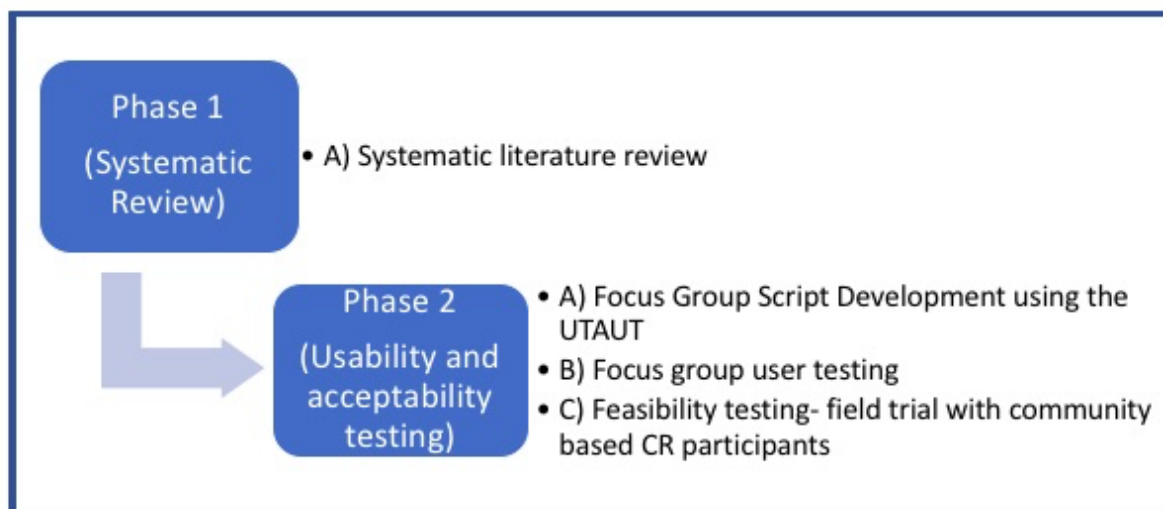 Phase 1
(Systematic
Review)
• A) Systematic literature review
Phase 2
(Usability and
acceptability
testing)
• A) Focus Group Script Development using the
UTAUT
• B) Focus group user testing
• C) Feasibility testing- field trial with community
based CR participants